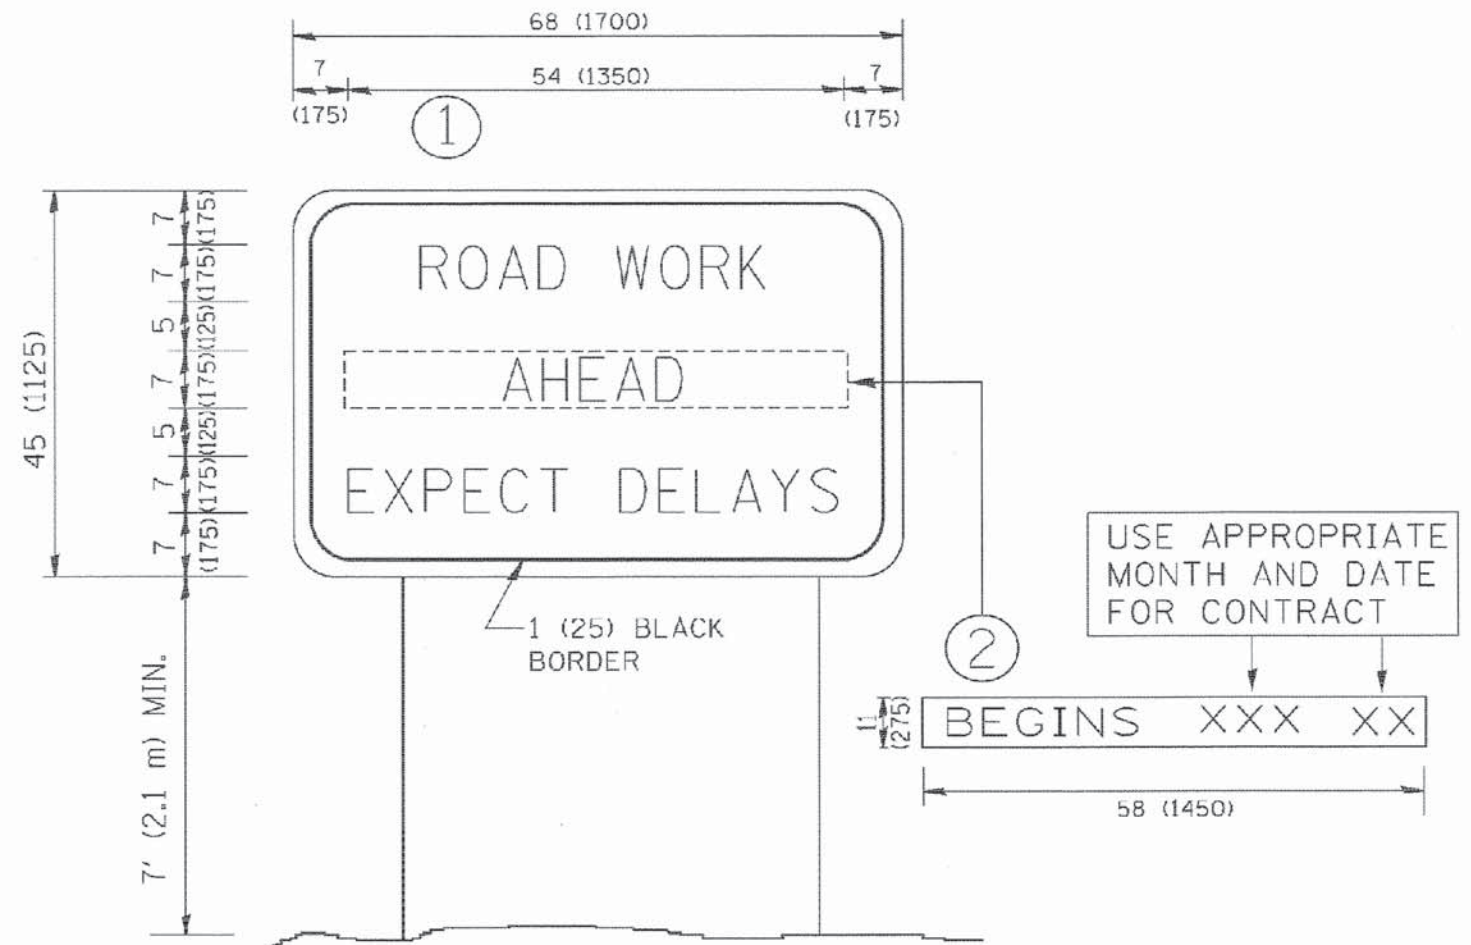 68 (1700)
7
54 (1350)
7
(175)
(175)
1
45 (1125)
7
(175)
7
(175)
5
(125)
7
(175)
5
(125)
7
(175)
7
(175)
ROAD WORK
AHEAD
EXPECT DELAYS
1 (25) BLACK
BORDER
7' (2.1 m) MIN.
2
USE APPROPRIATE
MONTH AND DATE
FOR CONTRACT
11
(275)
BEGINS XXX XX
58 (1450)